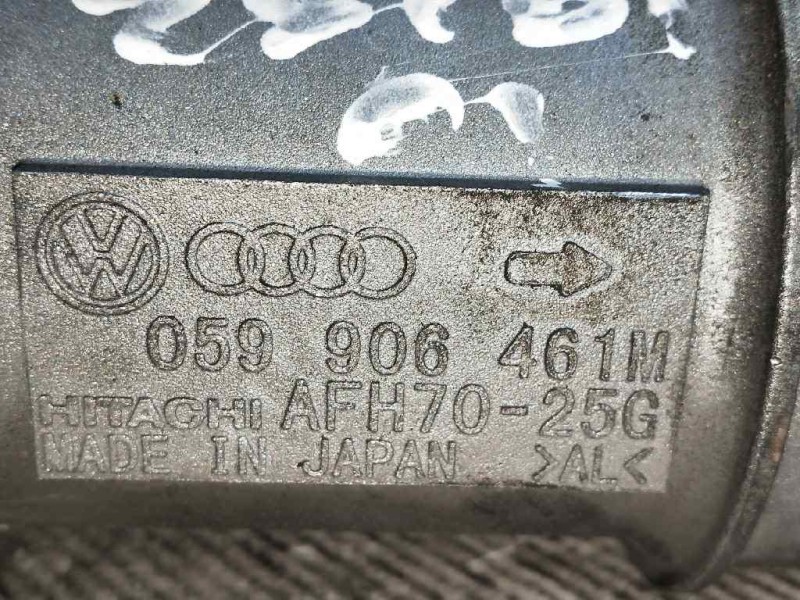 059 906 461M
HITACHI AFH70-25G
MADE IN JAPAN >AL<